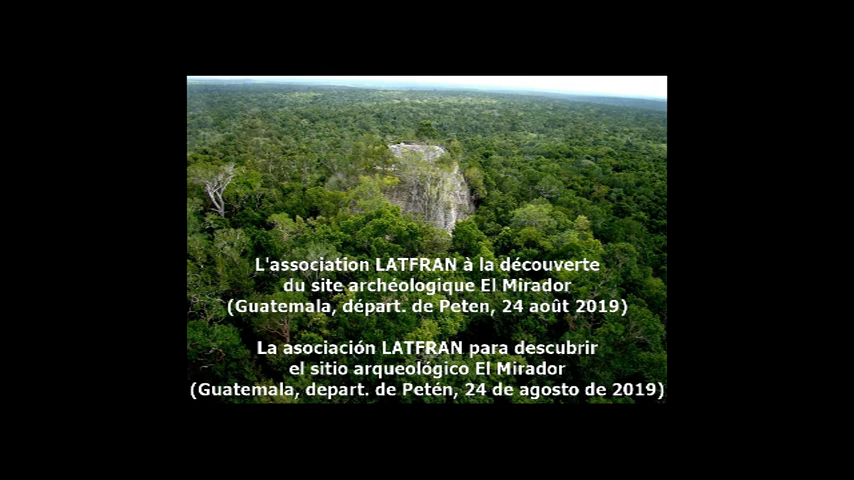 L'association LATFRAN à la découverte
du site archéologique El Mirador
(Guatemala, départ. de Peten, 24 août 2019)
La asociación LATFRAN para descubrir
el sitio arqueológico El Mirador
(Guatemala, depart. de Petén, 24 de agosto de 2019)